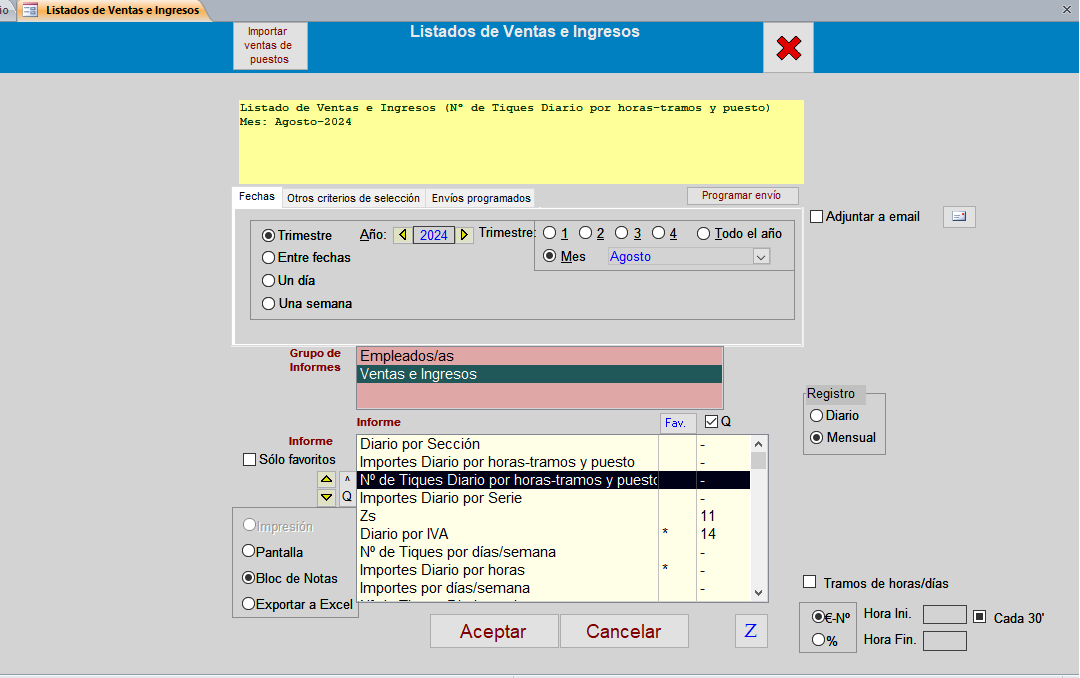 io
Listados de Ventas e Ingresos
Importar
ventas de
puestos
Listados de Ventas e Ingresos
Listado de Ventas e Ingresos (Nº de Tiques Diario por horas-tramos y puesto)
Mes: Agosto-2024
Fechas
Otros criterios de selección
Envíos programados
Programar envío
Adjuntar a email
Trimestre
Año:
2024
Trimestre:
1
2
3
4
Todo el año
Entre fechas
Mes
Agosto
Un día
Una semana
Grupo de
Informes
Empleados/as
Ventas e Ingresos
Registro
Diario
Mensual
Informe
Fav.
Q
Informe
Sólo favoritos
^
Q
Diario por Sección -
Importes Diario por horas-tramos y puesto -
Nº de Tiques Diario por horas-tramos y puesto -
Importes Diario por Serie -
Zs 11
Diario por IVA * 14
Nº de Tiques por días/semana -
Importes Diario por horas * -
Importes por días/semana -
Impresión
Pantalla
Bloc de Notas
Exportar a Excel
Tramos de horas/días
€-Nº
%
Hora Ini.
Cada 30'
Hora Fin.
Aceptar
Cancelar
Z